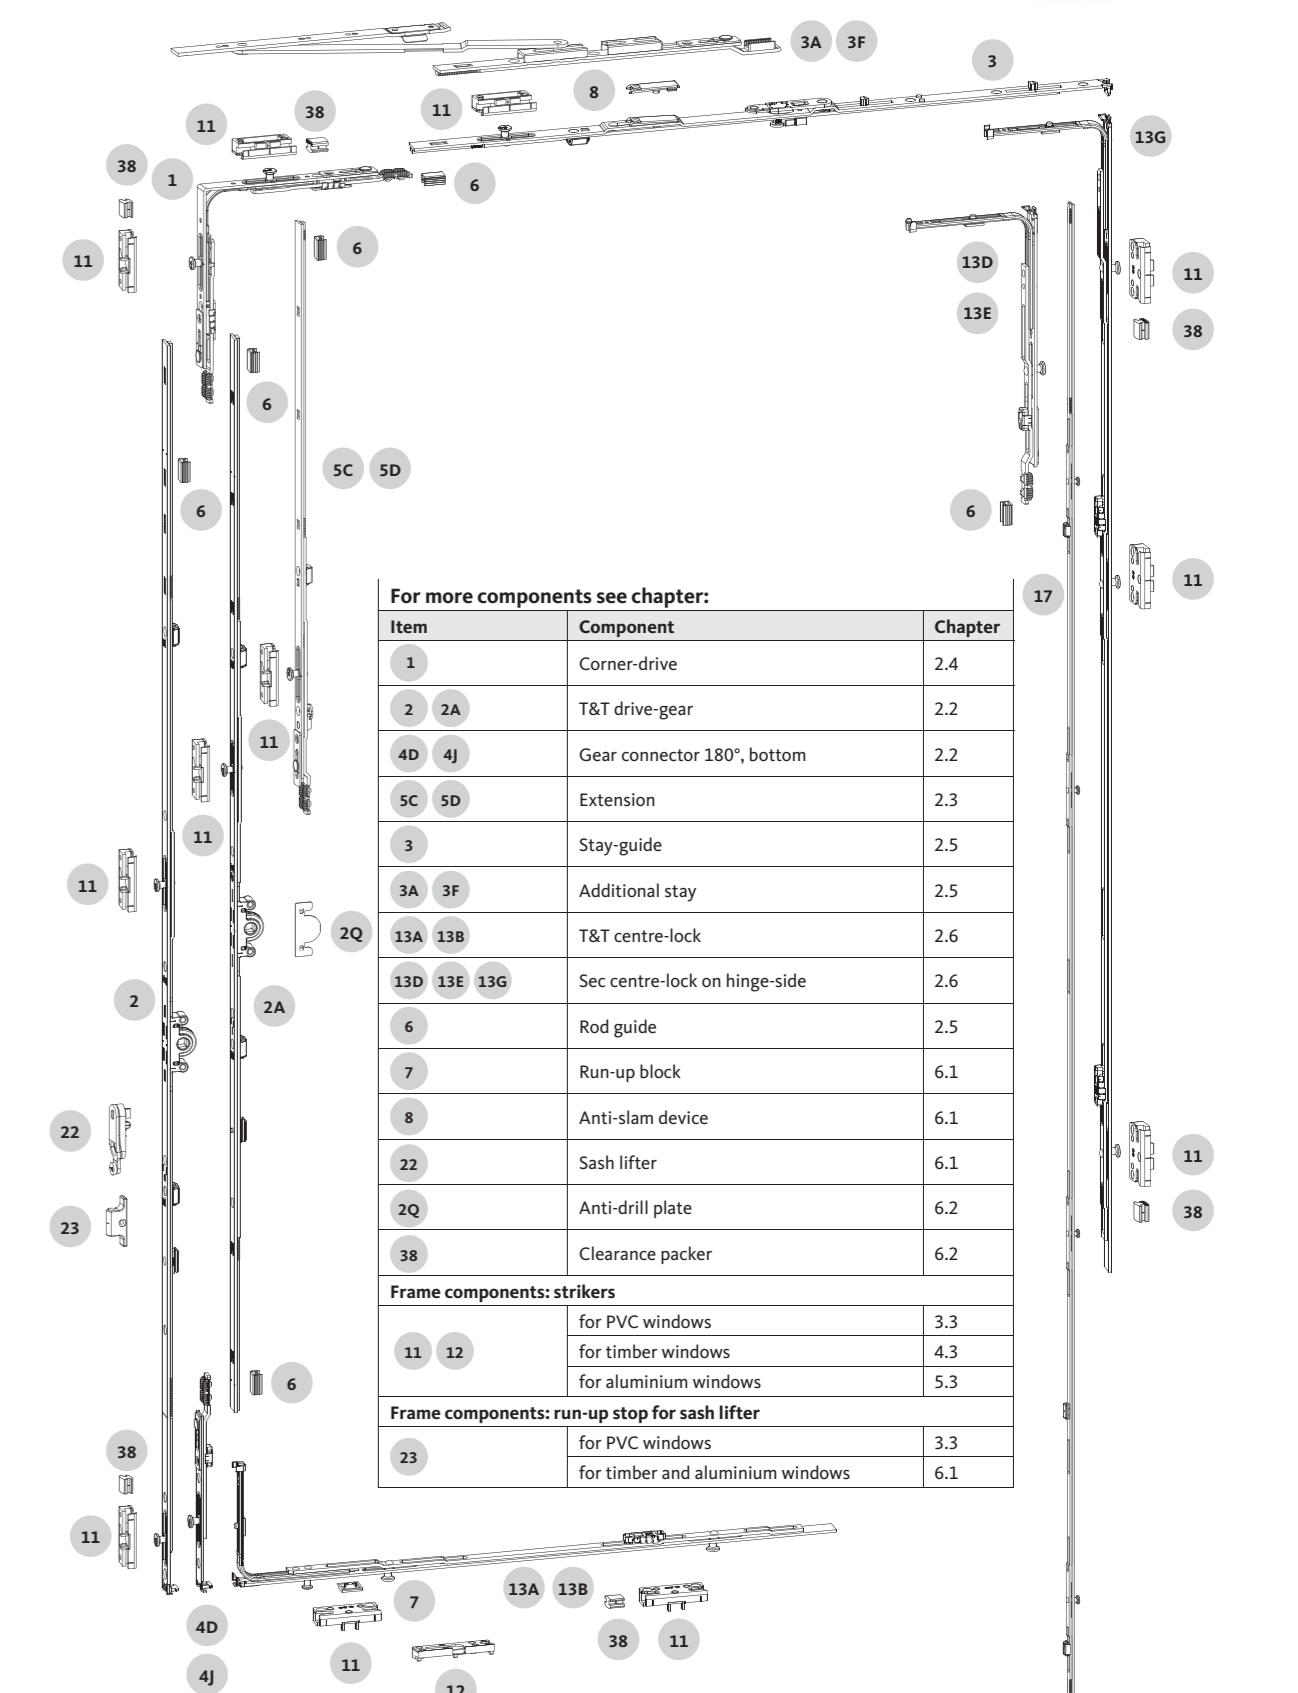 3A 3F
3
8
11
38
11
13G
38
1
6
6
11
13D
11
13E
38
6
5C 5D
6
6
11
17
For more components see chapter:
Item Component Chapter
1 Corner-drive 2.4
2 2A T&T drive-gear 2.2
4D 4J Gear connector 180°, bottom 2.2
5C 5D Extension 2.3
3 Stay-guide 2.5
3A 3F Additional stay 2.5
13A 13B T&T centre-lock 2.6
13D 13E 13G Sec centre-lock on hinge-side 2.6
6 Rod guide 2.5
7 Run-up block 6.1
8 Anti-slam device 6.1
22 Sash lifter 6.1
2Q Anti-drill plate 6.2
38 Clearance packer 6.2
Frame components: strikers
11 12
for PVC windows 3.3
for timber windows 4.3
for aluminium windows 5.3
Frame components: run-up stop for sash lifter
23
for PVC windows 3.3
for timber and aluminium windows 6.1
11
11
11
2Q
2
2A
22
11
38
23
6
38
11
13A 13B
7
4D
38 11
11
4J
12